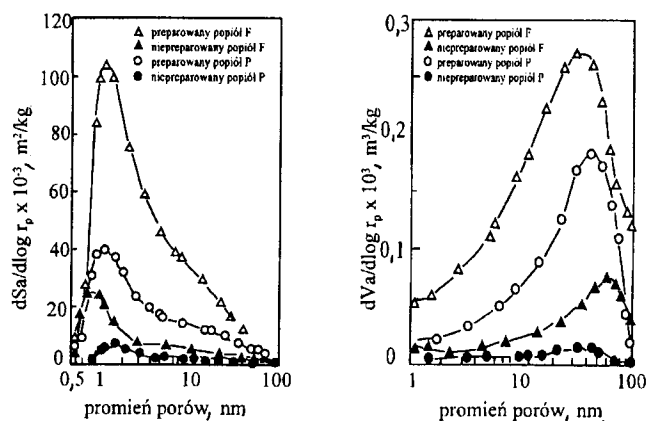 dSa/dlog rₚ x 10⁻³, m²/kg
120
100
80
60
40
20
0
△ preparowany popiół F
▲ niepreparowany popiół F
○ preparowany popiół P
● niepreparowany popiół P
0,5 1 10 100
promień porów, nm
dVa/dlog rₚ x 10³, m³/kg
0,3
0,2
0,1
0
△ preparowany popiół F
▲ niepreparowany popiół F
○ preparowany popiół P
● niepreparowany popiół P
1 10 100
promień porów, nm